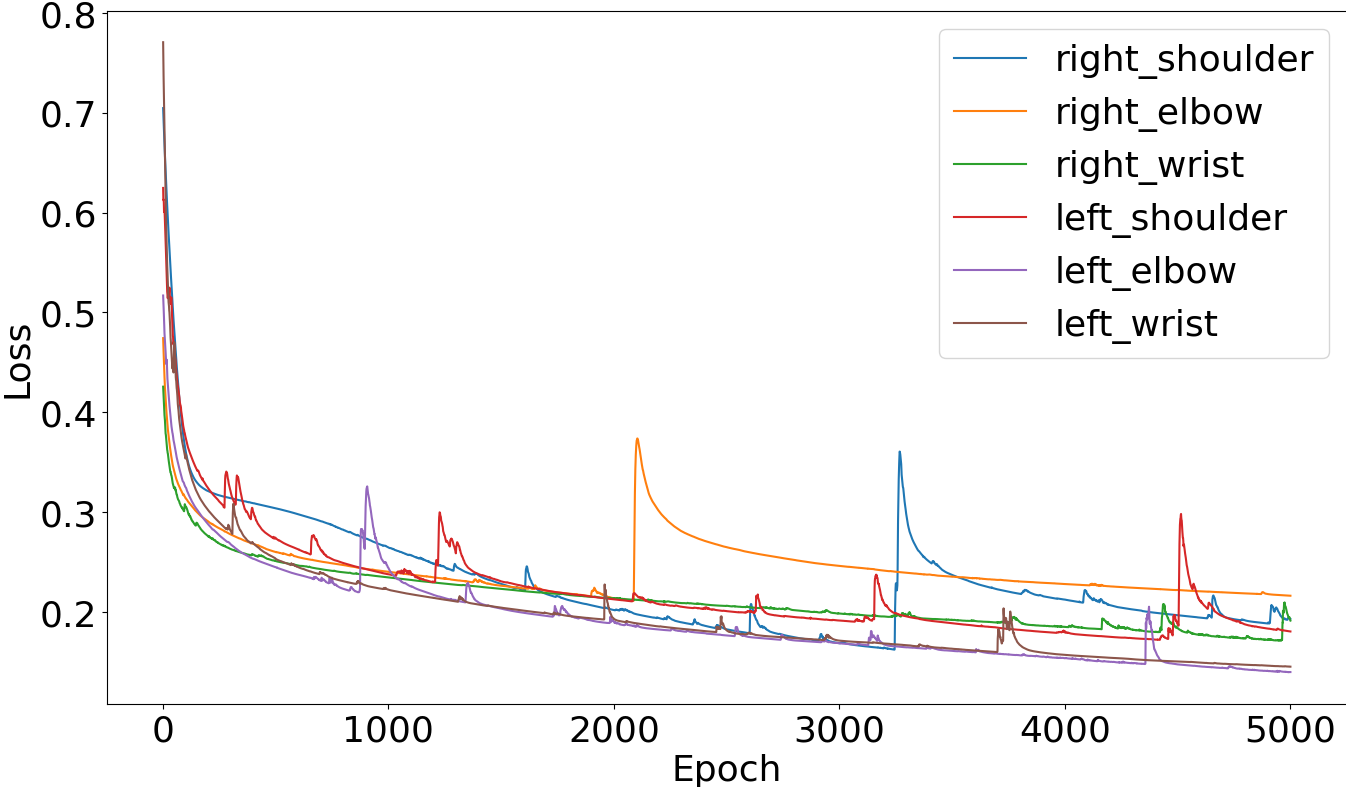 0.8
0.7
0.6
0.5
0.4
0.3
0.2
Loss
0 1000 2000 3000 4000 5000
Epoch
right_shoulder
right_elbow
right_wrist
left_shoulder
left_elbow
left_wrist